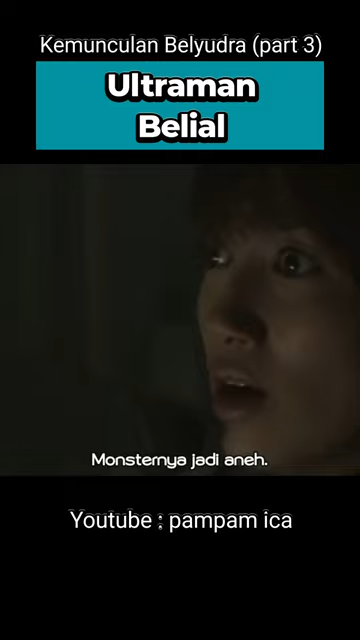 Kemunculan Belyudra (part 3)
Ultraman
Belial
Monsternya jadi aneh.
Youtube : pampam ica